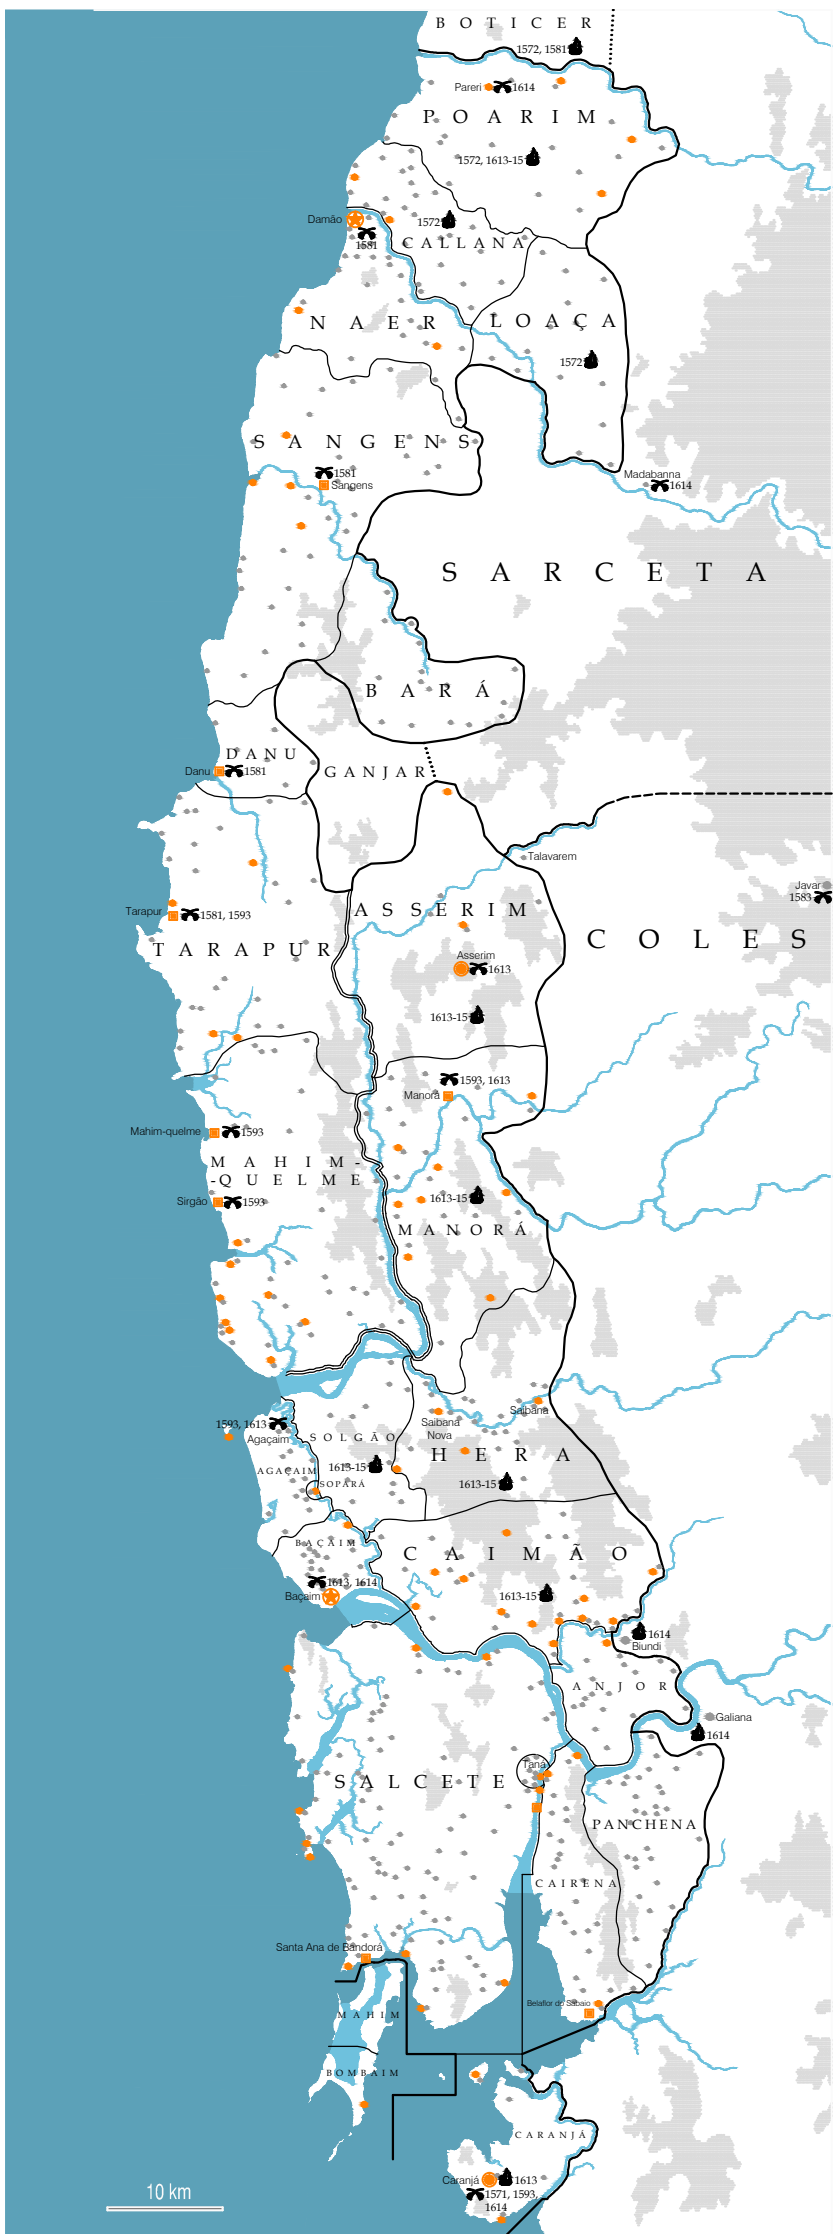 BOTICER
1572, 1581
Pareri
1614
POARIM
1572, 1613-15
Damão
1581
1572
CALLANA
NAER
LOAÇA
1572
SANGENS
1581
Sangens
Madabanna
1614
SARCETA
BARÁ
DANU
Danu
1581
GANJAR
Talavarem
Javar
1583
ASSERIM
Tarapur
1581, 1593
COLES
TARAPUR
Asserim
1613
1613-15
1593, 1613
Manorá
Mahim-quelme
1593
MAHIM-
-QUELME
Sirgão
1593
1613-15
MANORÁ
Saibana
Saibana
Nova
1593, 1613
Agaçaim
SOLGÃO
HERA
AGAÇAIM
1613-15
SOPARÁ
1613-15
BAÇAIM
CAIMÃO
1613, 1614
Baçaim
1613-15
1614
Biundi
ANJOR
Galiana
1614
Taná
SALCETE
PANCHENA
CAIRENA
Santa Ana de Bandorá
Belaflor do Sabaio
MAHIM
BOMBAIM
CARANJÁ
Caranjá
1613
1571, 1593,
1614
10 km